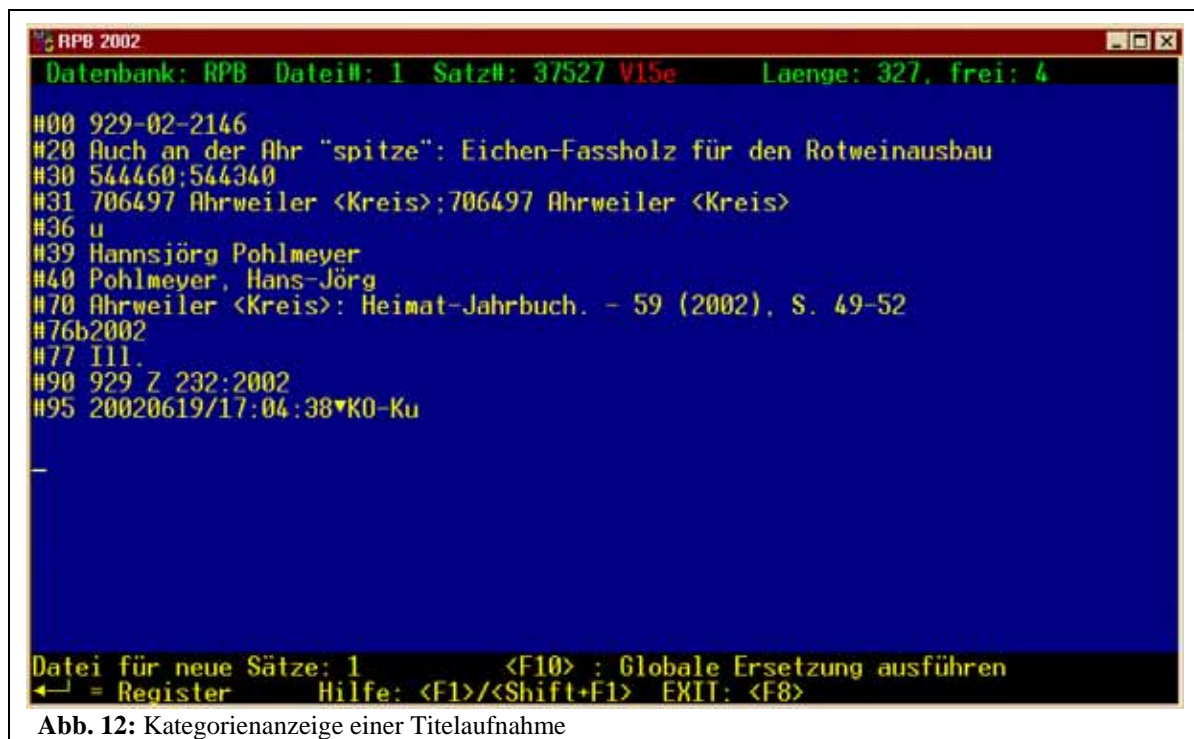 RPB 2002
Datenbank: RPB Datei#: 1 Satz#: 37527 V15e Laenge: 327, frei: 4
#00 929-02-2146
#20 Auch an der Ahr "spitze": Eichen-Fassholz für den Rotweinausbau
#30 544460;544340
#31 706497 Ahrweiler <Kreis>;706497 Ahrweiler <Kreis>
#36 u
#39 Hannsjörg Pohlmeyer
#40 Pohlmeyer, Hans-Jörg
#70 Ahrweiler <Kreis>: Heimat-Jahrbuch. - 59 (2002), S. 49-52
#76b2002
#77 Ill.
#90 929 Z 232:2002
#95 20020619/17:04:38▼KO-Ku
Datei für neue Sätze: 1 <F10> : Globale Ersetzung ausführen
◄─┘ = Register Hilfe: <F1>/<Shift+F1> EXIT: <F8>
Abb. 12: Kategorienanzeige einer Titelaufnahme